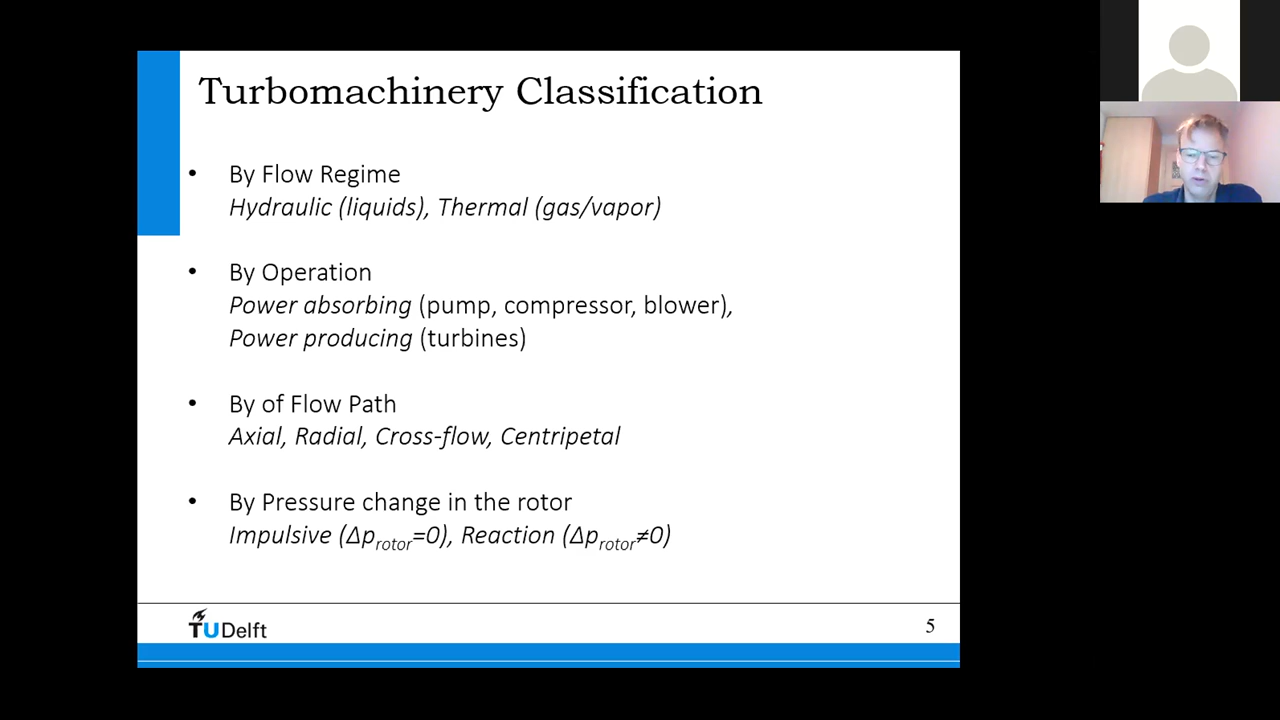 Turbomachinery Classification
• By Flow Regime
Hydraulic (liquids), Thermal (gas/vapor)
• By Operation
Power absorbing (pump, compressor, blower),
Power producing (turbines)
• By of Flow Path
Axial, Radial, Cross-flow, Centripetal
• By Pressure change in the rotor
Impulsive (Δprotor=0), Reaction (Δprotor≠0)
TU Delft
5